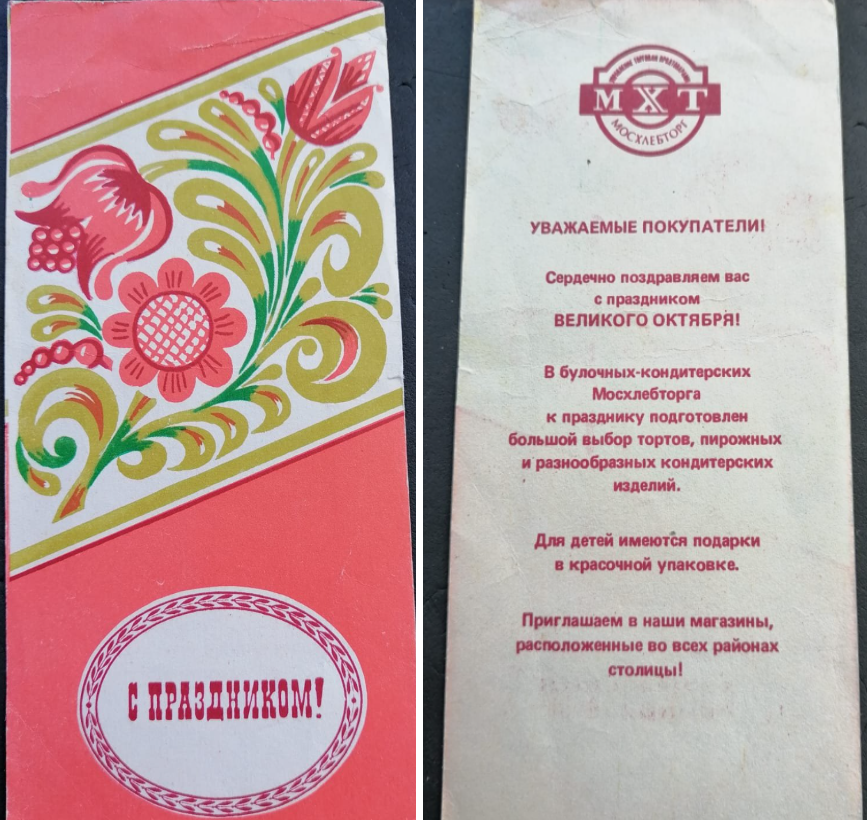 С ПРАЗДНИКОМ!
МХТ
МОСХЛЕБТОРГ
УВАЖАЕМЫЕ ПОКУПАТЕЛИ!
Сердечно поздравляем вас
с праздником
ВЕЛИКОГО ОКТЯБРЯ!
В булочных-кондитерских
Мосхлебторга
к празднику подготовлен
большой выбор тортов, пирожных
и разнообразных кондитерских
изделий.
Для детей имеются подарки
в красочной упаковке.
Приглашаем в наши магазины,
расположенные во всех районах
столицы!